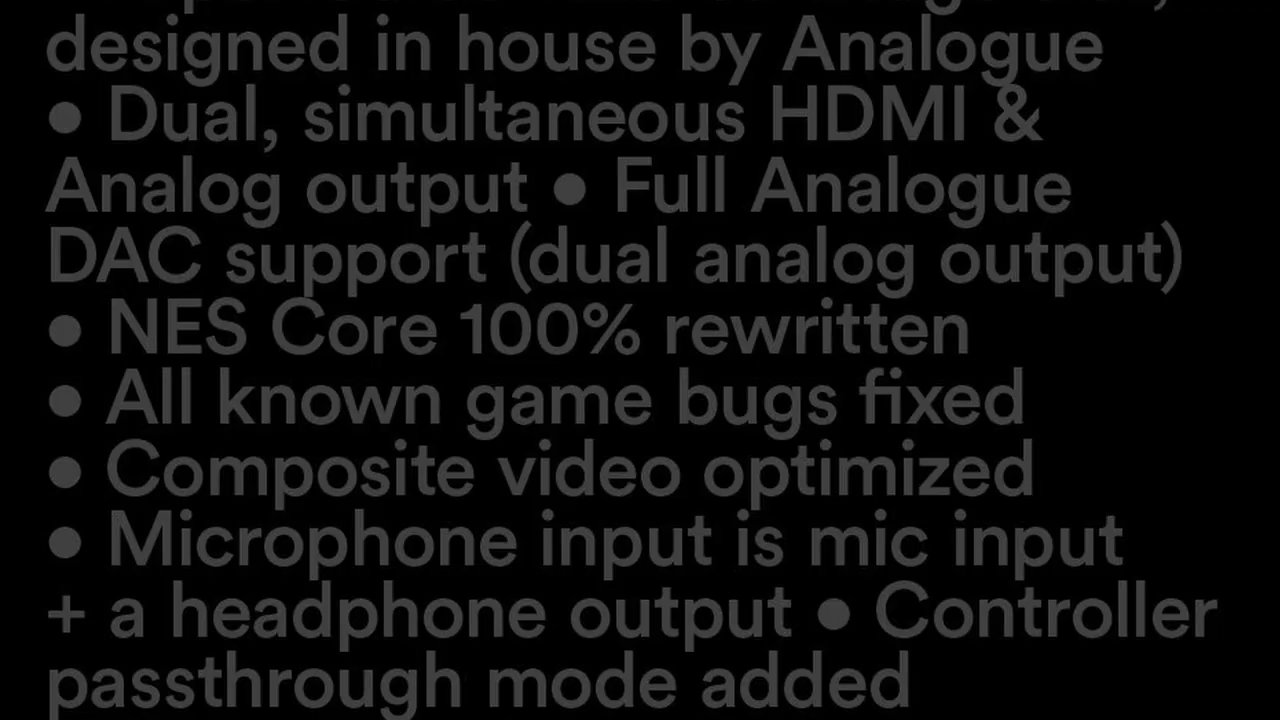 designed in house by Analogue
● Dual, simultaneous HDMI &
Analog output ● Full Analogue
DAC support (dual analog output)
● NES Core 100% rewritten
● All known game bugs fixed
● Composite video optimized
● Microphone input is mic input
+ a headphone output ● Controller
passthrough mode added